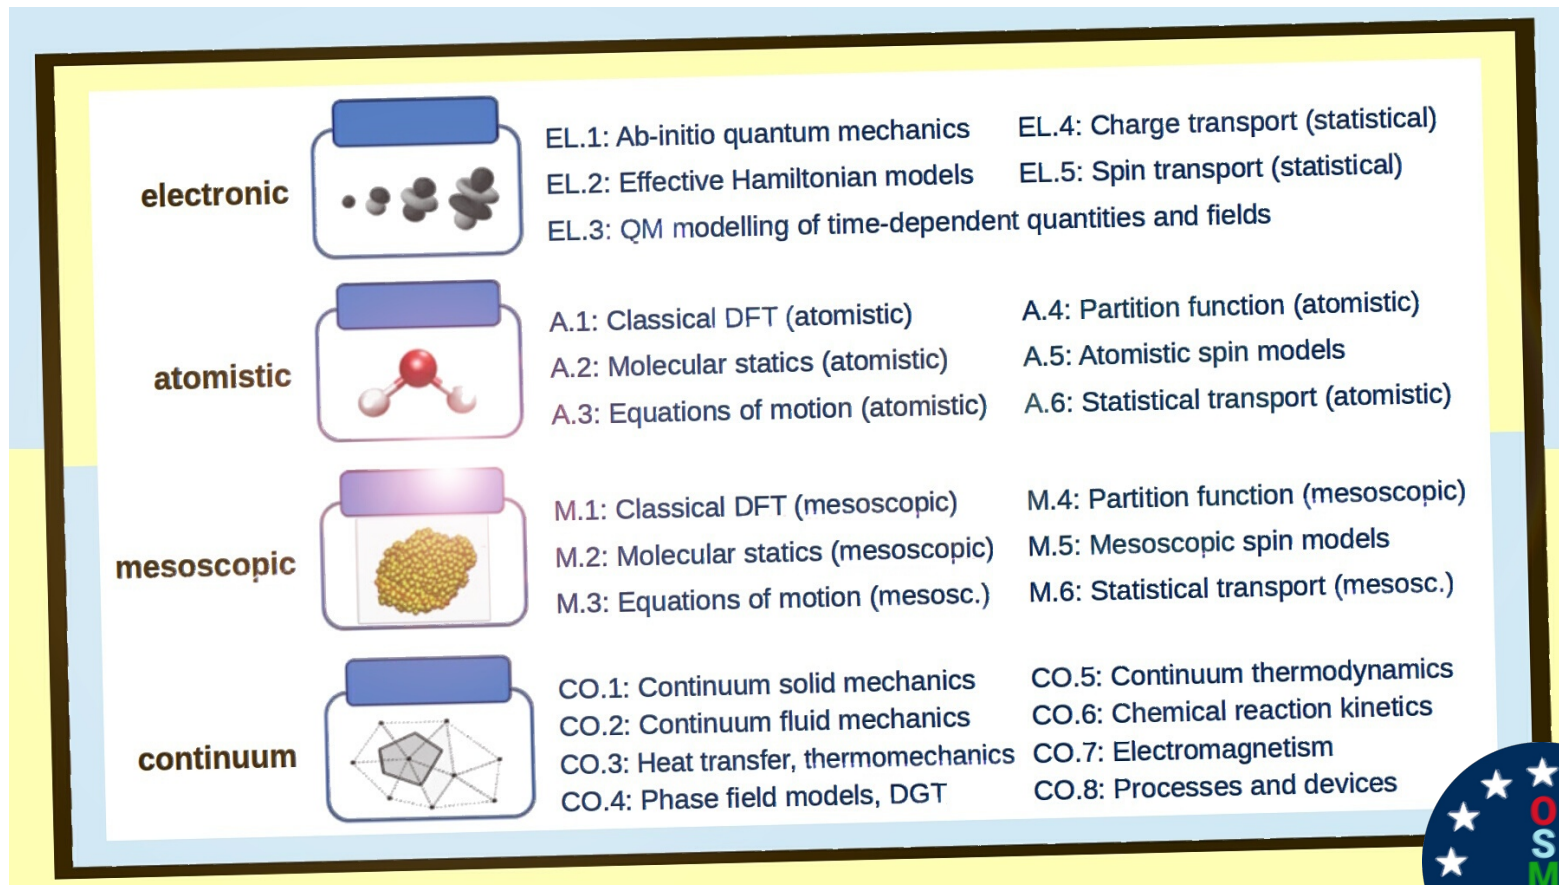 electronic
EL.1: Ab-initio quantum mechanics
EL.2: Effective Hamiltonian models
EL.3: QM modelling of time-dependent quantities and fields
EL.4: Charge transport (statistical)
EL.5: Spin transport (statistical)
atomistic
A.1: Classical DFT (atomistic)
A.2: Molecular statics (atomistic)
A.3: Equations of motion (atomistic)
A.4: Partition function (atomistic)
A.5: Atomistic spin models
A.6: Statistical transport (atomistic)
mesoscopic
M.1: Classical DFT (mesoscopic)
M.2: Molecular statics (mesoscopic)
M.3: Equations of motion (mesosc.)
M.4: Partition function (mesoscopic)
M.5: Mesoscopic spin models
M.6: Statistical transport (mesosc.)
continuum
CO.1: Continuum solid mechanics
CO.2: Continuum fluid mechanics
CO.3: Heat transfer, thermomechanics
CO.4: Phase field models, DGT
CO.5: Continuum thermodynamics
CO.6: Chemical reaction kinetics
CO.7: Electromagnetism
CO.8: Processes and devices
O
S
M